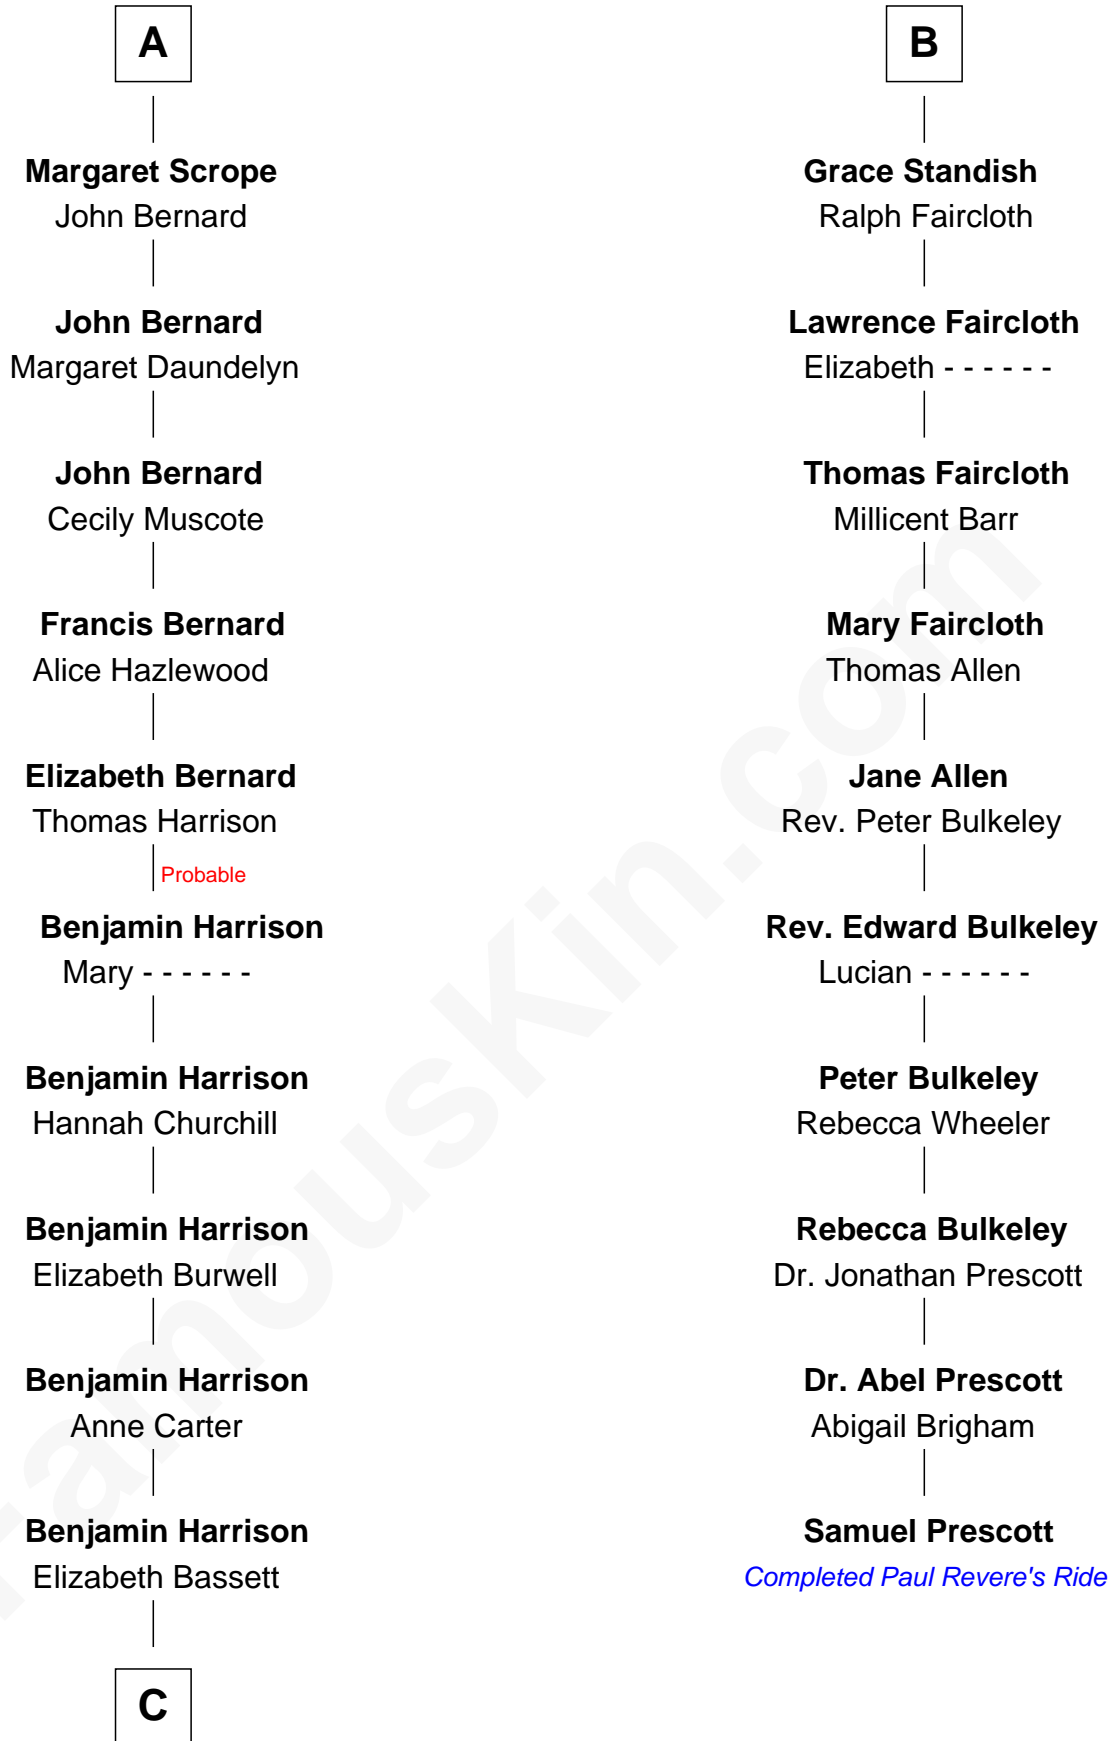 A
Margaret Scrope
John Bernard
John Bernard
Margaret Daundelyn
John Bernard
Cecily Muscote
Francis Bernard
Alice Hazlewood
Elizabeth Bernard
Thomas Harrison
Probable
Benjamin Harrison
Mary - - - - - -
Benjamin Harrison
Hannah Churchill
Benjamin Harrison
Elizabeth Burwell
Benjamin Harrison
Anne Carter
Benjamin Harrison
Elizabeth Bassett
C
B
Grace Standish
Ralph Faircloth
Lawrence Faircloth
Elizabeth - - - - - -
Thomas Faircloth
Millicent Barr
Mary Faircloth
Thomas Allen
Jane Allen
Rev. Peter Bulkeley
Rev. Edward Bulkeley
Lucian - - - - - -
Peter Bulkeley
Rebecca Wheeler
Rebecca Bulkeley
Dr. Jonathan Prescott
Dr. Abel Prescott
Abigail Brigham
Samuel Prescott
Completed Paul Revere's Ride
FamousKin.com